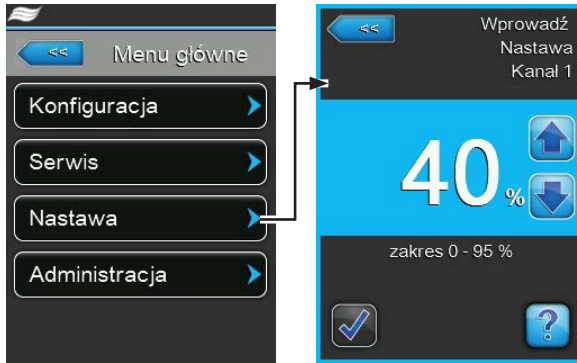 << Menu główne
Konfiguracja
Serwis
Nastawa
Administracja
<< Wprowadź
Nastawa
Kanał 1
40 %
zakres 0 - 95 %
?